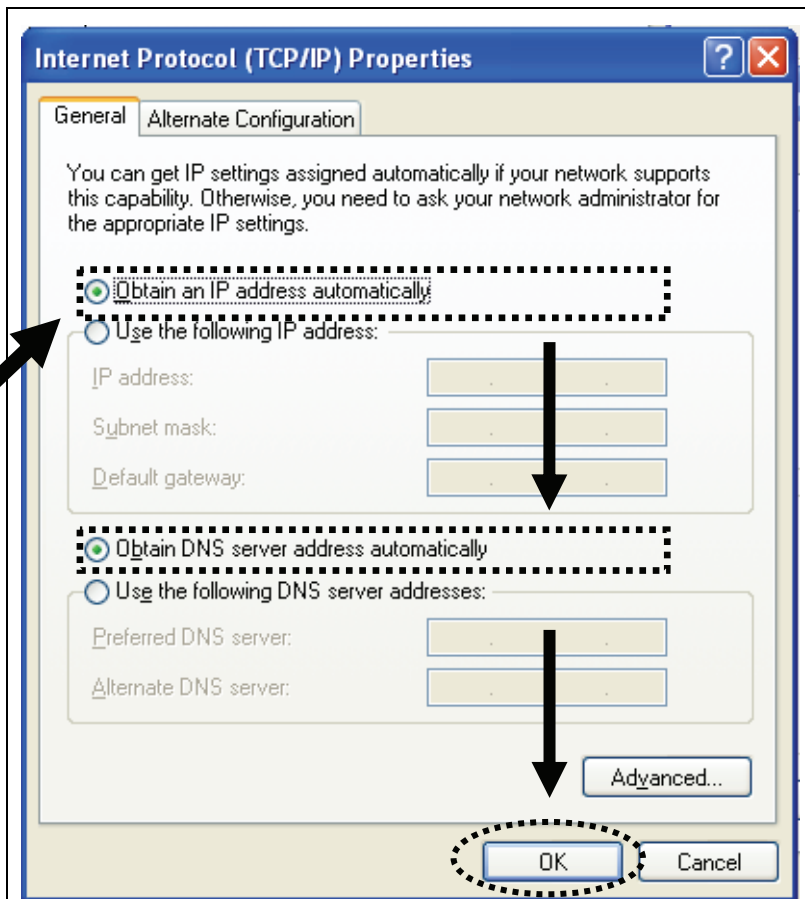 Internet Protocol (TCP/IP) Properties
General
Alternate Configuration
You can get IP settings assigned automatically if your network supports
this capability. Otherwise, you need to ask your network administrator for
the appropriate IP settings.
Obtain an IP address automatically
Use the following IP address:
IP address:
Subnet mask:
Default gateway:
Obtain DNS server address automatically
Use the following DNS server addresses:
Preferred DNS server:
Alternate DNS server:
Advanced...
OK
Cancel